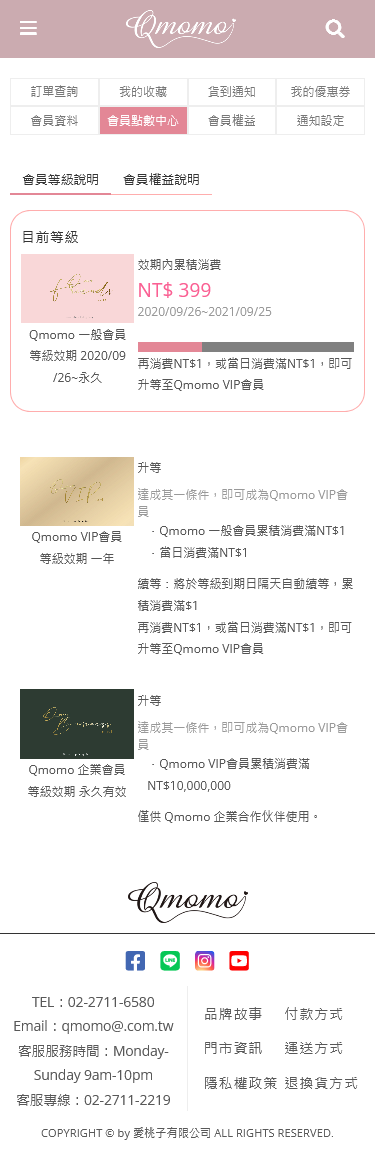 Qmomo
訂單查詢 我的收藏 貨到通知 我的優惠券
會員資料 會員點數中心 會員權益 通知設定
會員等級說明 會員權益說明
目前等級
friends
Qmomo 一般會員
等級效期 2020/09
/26~永久
效期內累積消費
NT$ 399
2020/09/26~2021/09/25
再消費NT$1，或當日消費滿NT$1，即可
升等至Qmomo VIP會員
VIP
Qmomo VIP會員
等級效期 一年
升等
達成其一條件，即可成為Qmomo VIP會
員
· Qmomo 一般會員累積消費滿NT$1
· 當日消費滿NT$1
續等：將於等級到期日隔天自動續等，累
積消費滿$1
再消費NT$1，或當日消費滿NT$1，即可
升等至Qmomo VIP會員
Qmomo 企業會員
等級效期 永久有效
升等
達成其一條件，即可成為Qmomo VIP會
員
· Qmomo VIP會員累積消費滿
NT$10,000,000
僅供 Qmomo 企業合作伙伴使用。
Qmomo
TEL：02-2711-6580
Email：qmomo@.com.tw
客服服務時間：Monday-
Sunday 9am-10pm
客服專線：02-2711-2219
品牌故事 付款方式
門市資訊 運送方式
隱私權政策 退換貨方式
COPYRIGHT © by 愛桃子有限公司 ALL RIGHTS RESERVED.